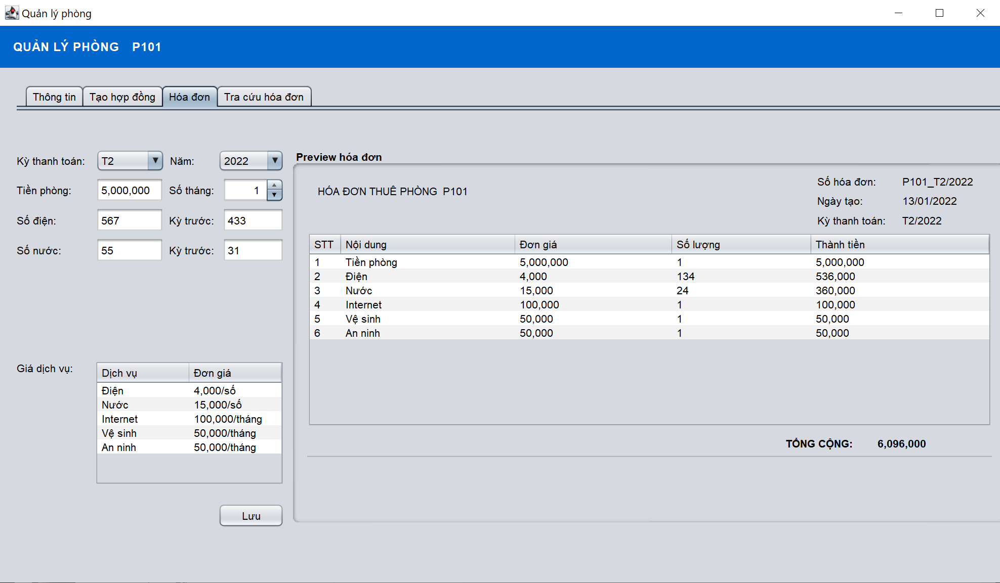 Quản lý phòng
QUẢN LÝ PHÒNG P101
Thông tin Tạo hợp đồng Hóa đơn Tra cứu hóa đơn
Kỳ thanh toán: T2 Năm: 2022
Tiền phòng: 5,000,000 Số tháng: 1
Số điện: 567 Kỳ trước: 433
Số nước: 55 Kỳ trước: 31
Giá dịch vụ:
Dịch vụ Đơn giá
Điện 4,000/số
Nước 15,000/số
Internet 100,000/tháng
Vệ sinh 50,000/tháng
An ninh 50,000/tháng
Lưu
Preview hóa đơn
HÓA ĐƠN THUÊ PHÒNG P101
Số hóa đơn: P101_T2/2022
Ngày tạo: 13/01/2022
Kỳ thanh toán: T2/2022
STT Nội dung Đơn giá Số lượng Thành tiền
1 Tiền phòng 5,000,000 1 5,000,000
2 Điện 4,000 134 536,000
3 Nước 15,000 24 360,000
4 Internet 100,000 1 100,000
5 Vệ sinh 50,000 1 50,000
6 An ninh 50,000 1 50,000
TỔNG CỘNG: 6,096,000